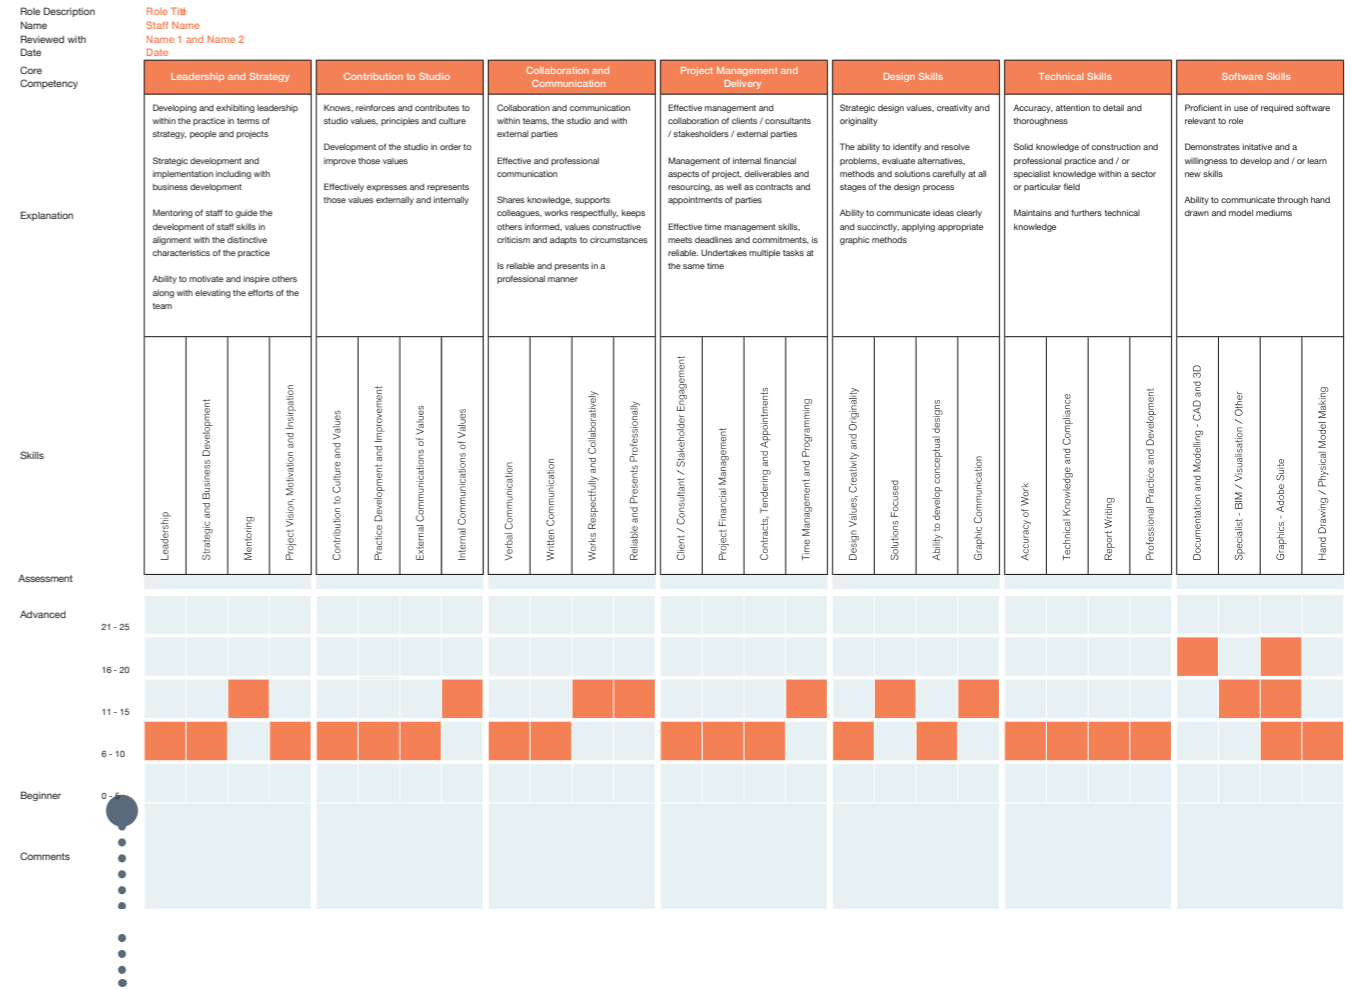 Role Description
Role Title
Name
Staff Name
Reviewed with
Name 1 and Name 2
Date
Date
Core
Competency
Leadership and Strategy
Contribution to Studio
Collaboration and
Communication
Project Management and
Delivery
Design Skills
Technical Skills
Software Skills
Explanation
Developing and exhibiting leadership
within the practice in terms of
strategy, people and projects
Strategic development and
implementation including with
business development
Mentoring of staff to guide the
development of staff skills in
alignment with the distinctive
characteristics of the practice
Ability to motivate and inspire others
along with elevating the efforts of the
team
Knows, reinforces and contributes to
studio values, principles and culture
Development of the studio in order to
improve those values
Effectively expresses and represents
those values externally and internally
Collaboration and communication
within teams, the studio and with
external parties
Effective and professional
communication
Shares knowledge, supports
colleagues, works respectfully, keeps
others informed, values constructive
criticism and adapts to circumstances
Is reliable and presents in a
professional manner
Effective management and
collaboration of clients / consultants
/ stakesholders / external parties
Management of internal financial
aspects of project, deliverables and
resourcing, as well as contracts and
appointments of parties
Effective time management skills,
meets deadlines and commitments, is
reliable. Undertakes multiple tasks at
the same time
Strategic design values, creativity and
originality
The ability to identify and resolve
problems, evaluate alternatives,
methods and solutions carefully at all
stages of the design process
Ability to communicate ideas clearly
and succinctly, applying appropriate
graphic methods
Accuracy, attention to detail and
thoroughness
Solid knowledge of construction and
professional practice and / or
specialist knowledge within a sector
or particular field
Maintains and furthers technical
knowledge
Proficient in use of required software
relevant to role
Demonstrates initative and a
willingness to develop and / or learn
new skills
Ability to communicate through hand
drawn and model mediums
Skills
Leadership
Strategic and Business Development
Mentoring
Project Vision, Motivation and Insirpation
Contribution to Culture and Values
Practice Development and Improvement
External Communications of Values
Internal Communications of Values
Verbal Communication
Written Communication
Works Respectfully and Collaboratively
Reliable and Presents Professionally
Client / Consultant / Stakeholder Engagement
Project Financial Management
Contracts, Tendering and Appointments
Time Management and Programming
Design Values, Creativity and Originality
Solutions Focused
Ability to develop conceptual designs
Graphic Communication
Accuracy of Work
Technical Knowledge and Compliance
Report Writing
Professional Practice and Development
Documentation and Modelling - CAD and 3D
Specialist - BIM / Visualisation / Other
Graphics - Adobe Suite
Hand Drawing / Physical Model Making
Assessment
Advanced
21 - 25
16 - 20
11 - 15
6 - 10
Beginner
0 - 5
Comments